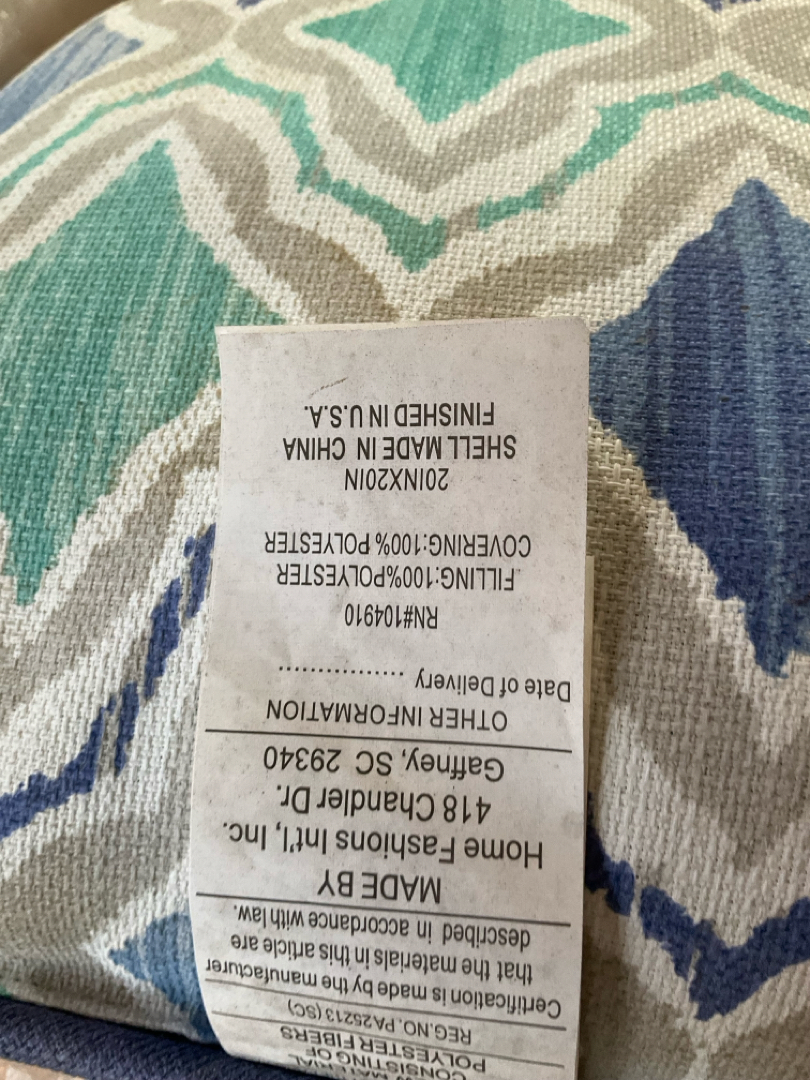 MATERIAL
CONSISTING OF
POLYESTER FIBERS
REG.NO. PA25213 (SC)
Certification is made by the manufacturer
that the materials in this article are
described in accordance with law.
MADE BY
Home Fashions Int'l, Inc.
418 Chandler Dr.
Gaffney, SC 29340
OTHER INFORMATION
Date of Delivery ................
RN#104910
FILLING:100%POLYESTER
COVERING:100% POLYESTER
20INX20IN
SHELL MADE IN CHINA
FINISHED IN U.S.A.